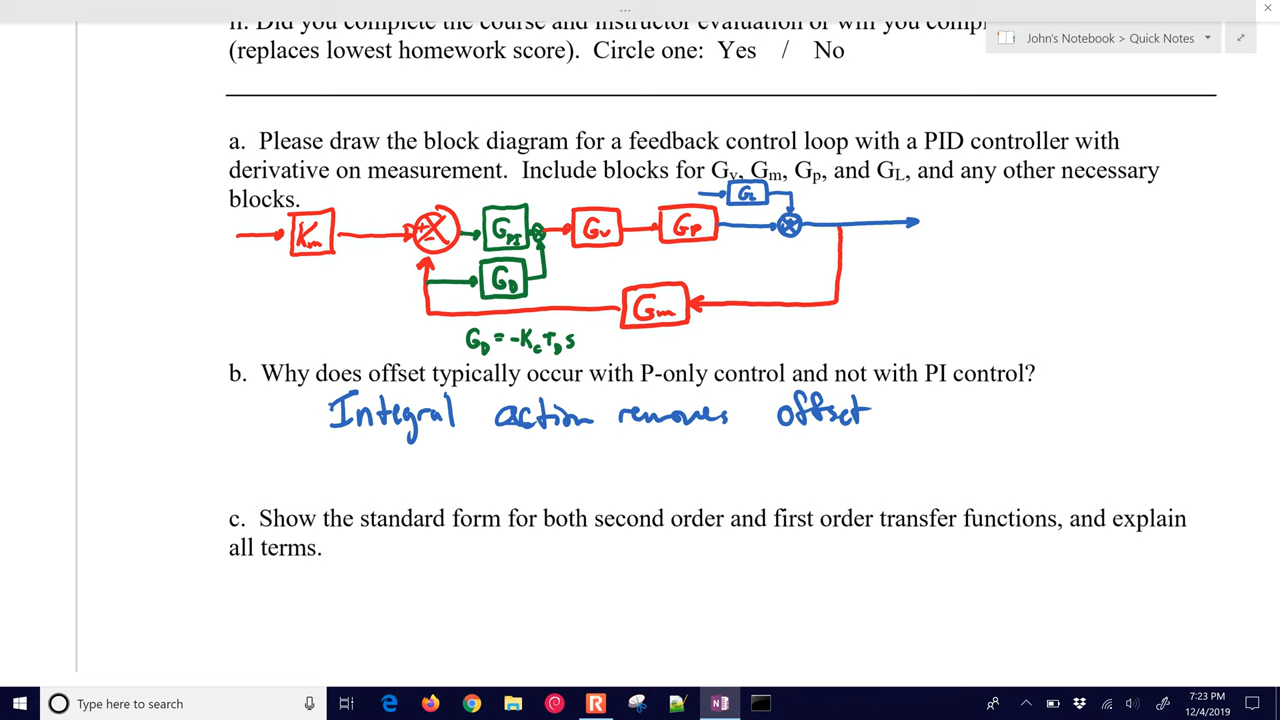 John's Notebook > Quick Notes
(replaces lowest homework score). Circle one: Yes / No
a. Please draw the block diagram for a feedback control loop with a PID controller with
derivative on measurement. Include blocks for Gv, Gm, Gp, and GL, and any other necessary
blocks.
GL
Km
+
-
GPI
Gv
Gp
GD
Gm
GD = -Kc τD s
b. Why does offset typically occur with P-only control and not with PI control?
Integral action removes offset
c. Show the standard form for both second order and first order transfer functions, and explain
all terms.
Type here to search
7:23 PM
12/4/2019